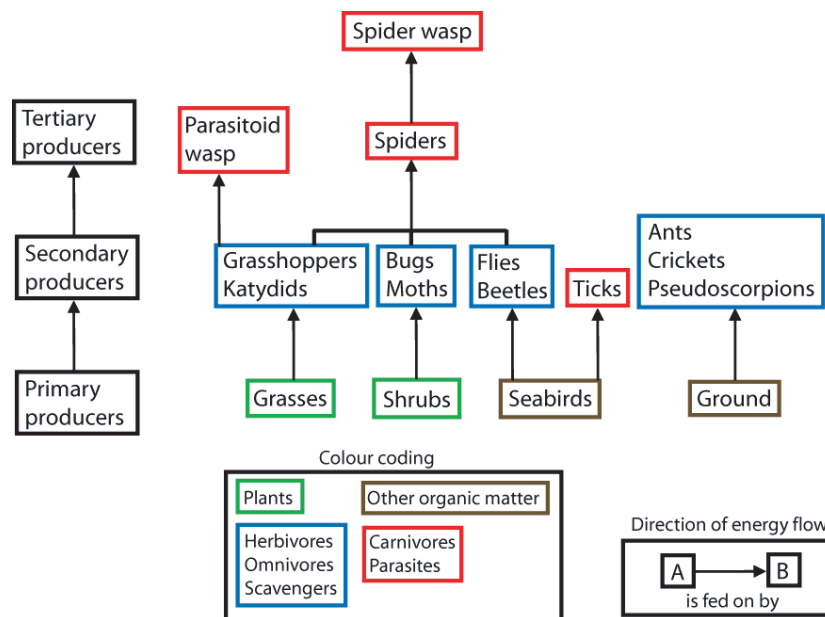 Spider wasp
Tertiary
producers
Parasitoid
wasp
Spiders
Secondary
producers
Grasshoppers
Katydids
Bugs
Moths
Flies
Beetles
Ticks
Ants
Crickets
Pseudoscorpions
Primary
producers
Grasses
Shrubs
Seabirds
Ground
Colour coding
Plants
Other organic matter
Herbivores
Omnivores
Scavengers
Carnivores
Parasites
Direction of energy flow
A
B
is fed on by